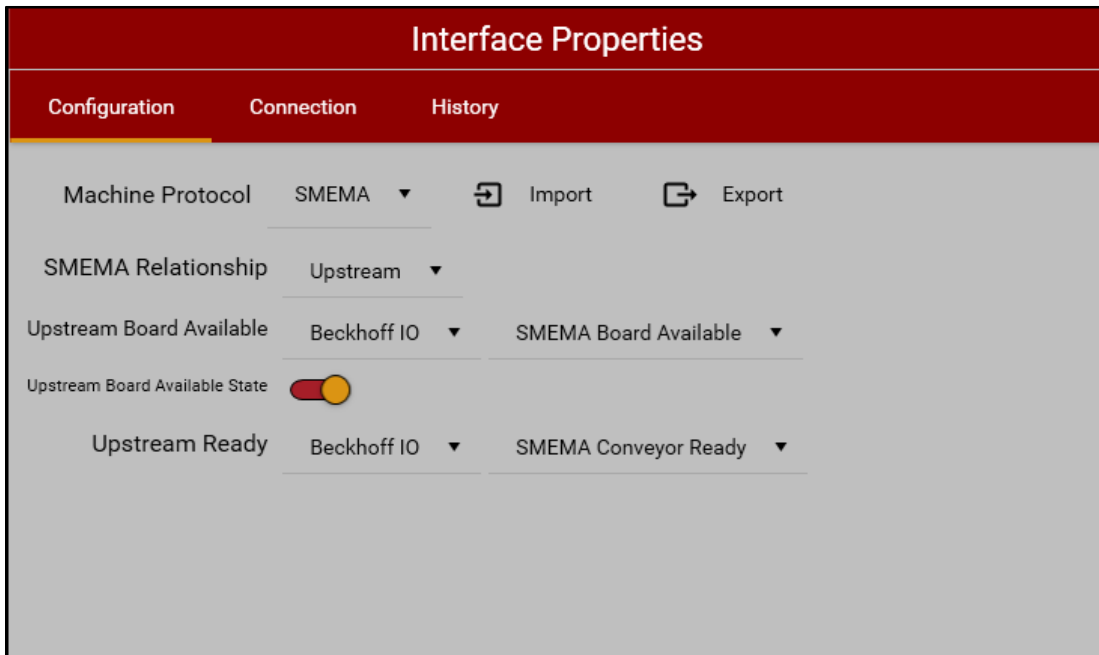 Interface Properties
Configuration Connection History
Machine Protocol SMEMA Import Export
SMEMA Relationship Upstream
Upstream Board Available Beckhoff IO SMEMA Board Available
Upstream Board Available State
Upstream Ready Beckhoff IO SMEMA Conveyor Ready